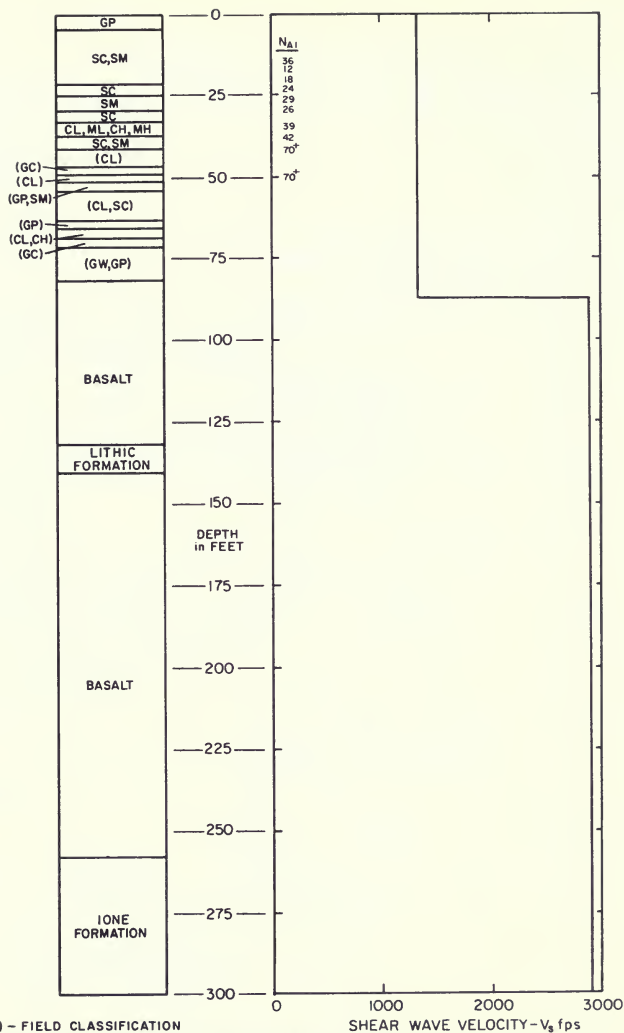 0
GP
N_A1
36
12
SC,SM
18
SC
24
25
29
SM
26
SC
CL,ML,CH,MH
39
SC,SM
42
70+
(CL)
(GC)
(CL)
50
70+
(GP,SM)
(CL,SC)
(GP)
(CL,CH)
(GC)
75
(GW,GP)
100
BASALT
125
LITHIC
FORMATION
150
DEPTH
in FEET
175
200
BASALT
225
250
275
IONE
FORMATION
300
0 1000 2000 3000
) – FIELD CLASSIFICATION
SHEAR WAVE VELOCITY – Vs fps